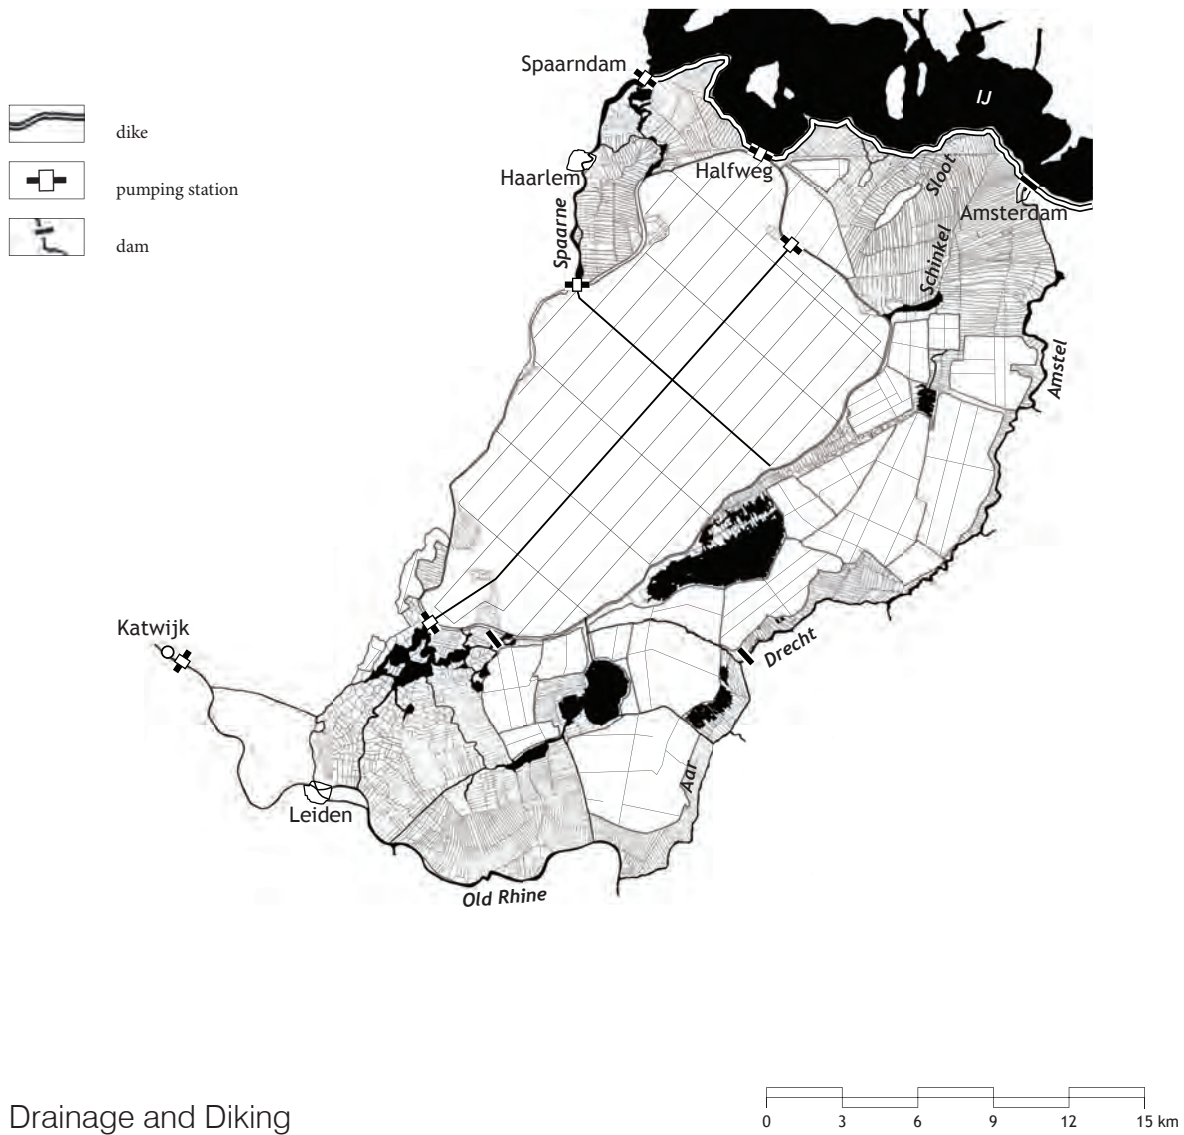 Spaarndam
IJ
dike
pumping station
dam
Haarlem
Halfweg
Sloot
Amsterdam
Spaarne
Schinkel
Amstel
Katwijk
Drecht
Aar
Leiden
Old Rhine
Drainage and Diking
0 3 6 9 12 15 km